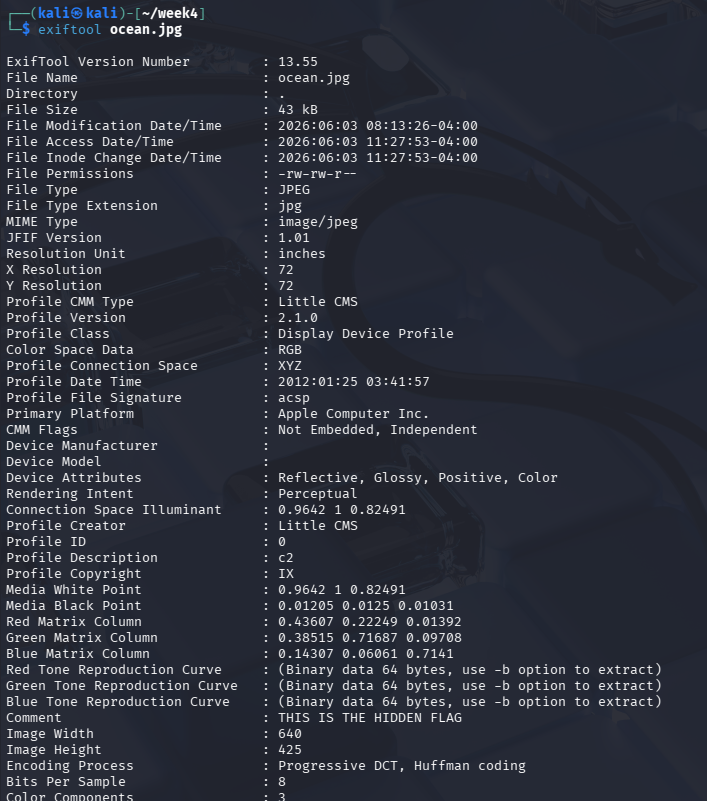 ┌──(kali㉿kali)-[~/week4]
└─$ exiftool ocean.jpg
ExifTool Version Number : 13.55
File Name : ocean.jpg
Directory : .
File Size : 43 kB
File Modification Date/Time : 2026:06:03 08:13:26-04:00
File Access Date/Time : 2026:06:03 11:27:53-04:00
File Inode Change Date/Time : 2026:06:03 11:27:53-04:00
File Permissions : -rw-rw-r--
File Type : JPEG
File Type Extension : jpg
MIME Type : image/jpeg
JFIF Version : 1.01
Resolution Unit : inches
X Resolution : 72
Y Resolution : 72
Profile CMM Type : Little CMS
Profile Version : 2.1.0
Profile Class : Display Device Profile
Color Space Data : RGB
Profile Connection Space : XYZ
Profile Date Time : 2012:01:25 03:41:57
Profile File Signature : acsp
Primary Platform : Apple Computer Inc.
CMM Flags : Not Embedded, Independent
Device Manufacturer :
Device Model :
Device Attributes : Reflective, Glossy, Positive, Color
Rendering Intent : Perceptual
Connection Space Illuminant : 0.9642 1 0.82491
Profile Creator : Little CMS
Profile ID : 0
Profile Description : c2
Profile Copyright : IX
Media White Point : 0.9642 1 0.82491
Media Black Point : 0.01205 0.0125 0.01031
Red Matrix Column : 0.43607 0.22249 0.01392
Green Matrix Column : 0.38515 0.71687 0.09708
Blue Matrix Column : 0.14307 0.06061 0.7141
Red Tone Reproduction Curve : (Binary data 64 bytes, use -b option to extract)
Green Tone Reproduction Curve : (Binary data 64 bytes, use -b option to extract)
Blue Tone Reproduction Curve : (Binary data 64 bytes, use -b option to extract)
Comment : THIS IS THE HIDDEN FLAG
Image Width : 640
Image Height : 425
Encoding Process : Progressive DCT, Huffman coding
Bits Per Sample : 8
Color Components : 3